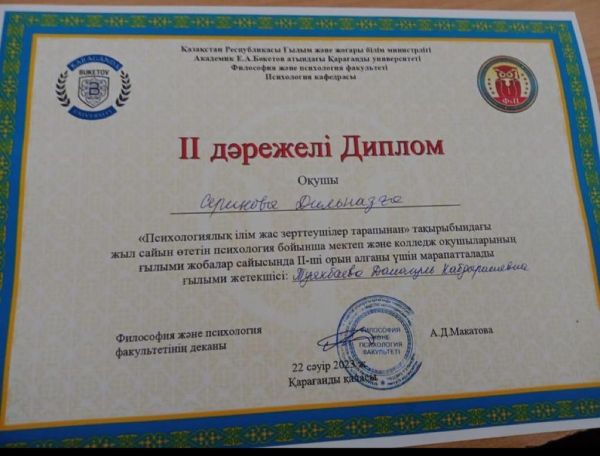 Қазақстан Республикасы Ғылым және жоғары білім министрлігі
Академик Е.А.Бөкетов атындағы Қарағанды университеті
Философия және психология факультеті
Психология кафедрасы
KARAGANDA
BUKETOV
UNIVERSITY
ФжП
II дәрежелі Диплом
Оқушы
Серикова Дильназға
«Психологиялық ілім жас зерттеушілер тарапынан» тақырыбындағы
жыл сайын өтетін психология бойынша мектеп және колледж оқушыларының
ғылыми жобалар сайысында II-ші орын алғаны үшін марапатталады
ғылыми жетекшісі:
Философия және психология
факультетінің деканы
ФИЛОСОФИЯ
ЖӘНЕ
ПСИХОЛОГИЯ
ФАКУЛЬТЕТІ
А.Д.Макатова
22 сәуір 2023 ж.
Қарағанды қаласы